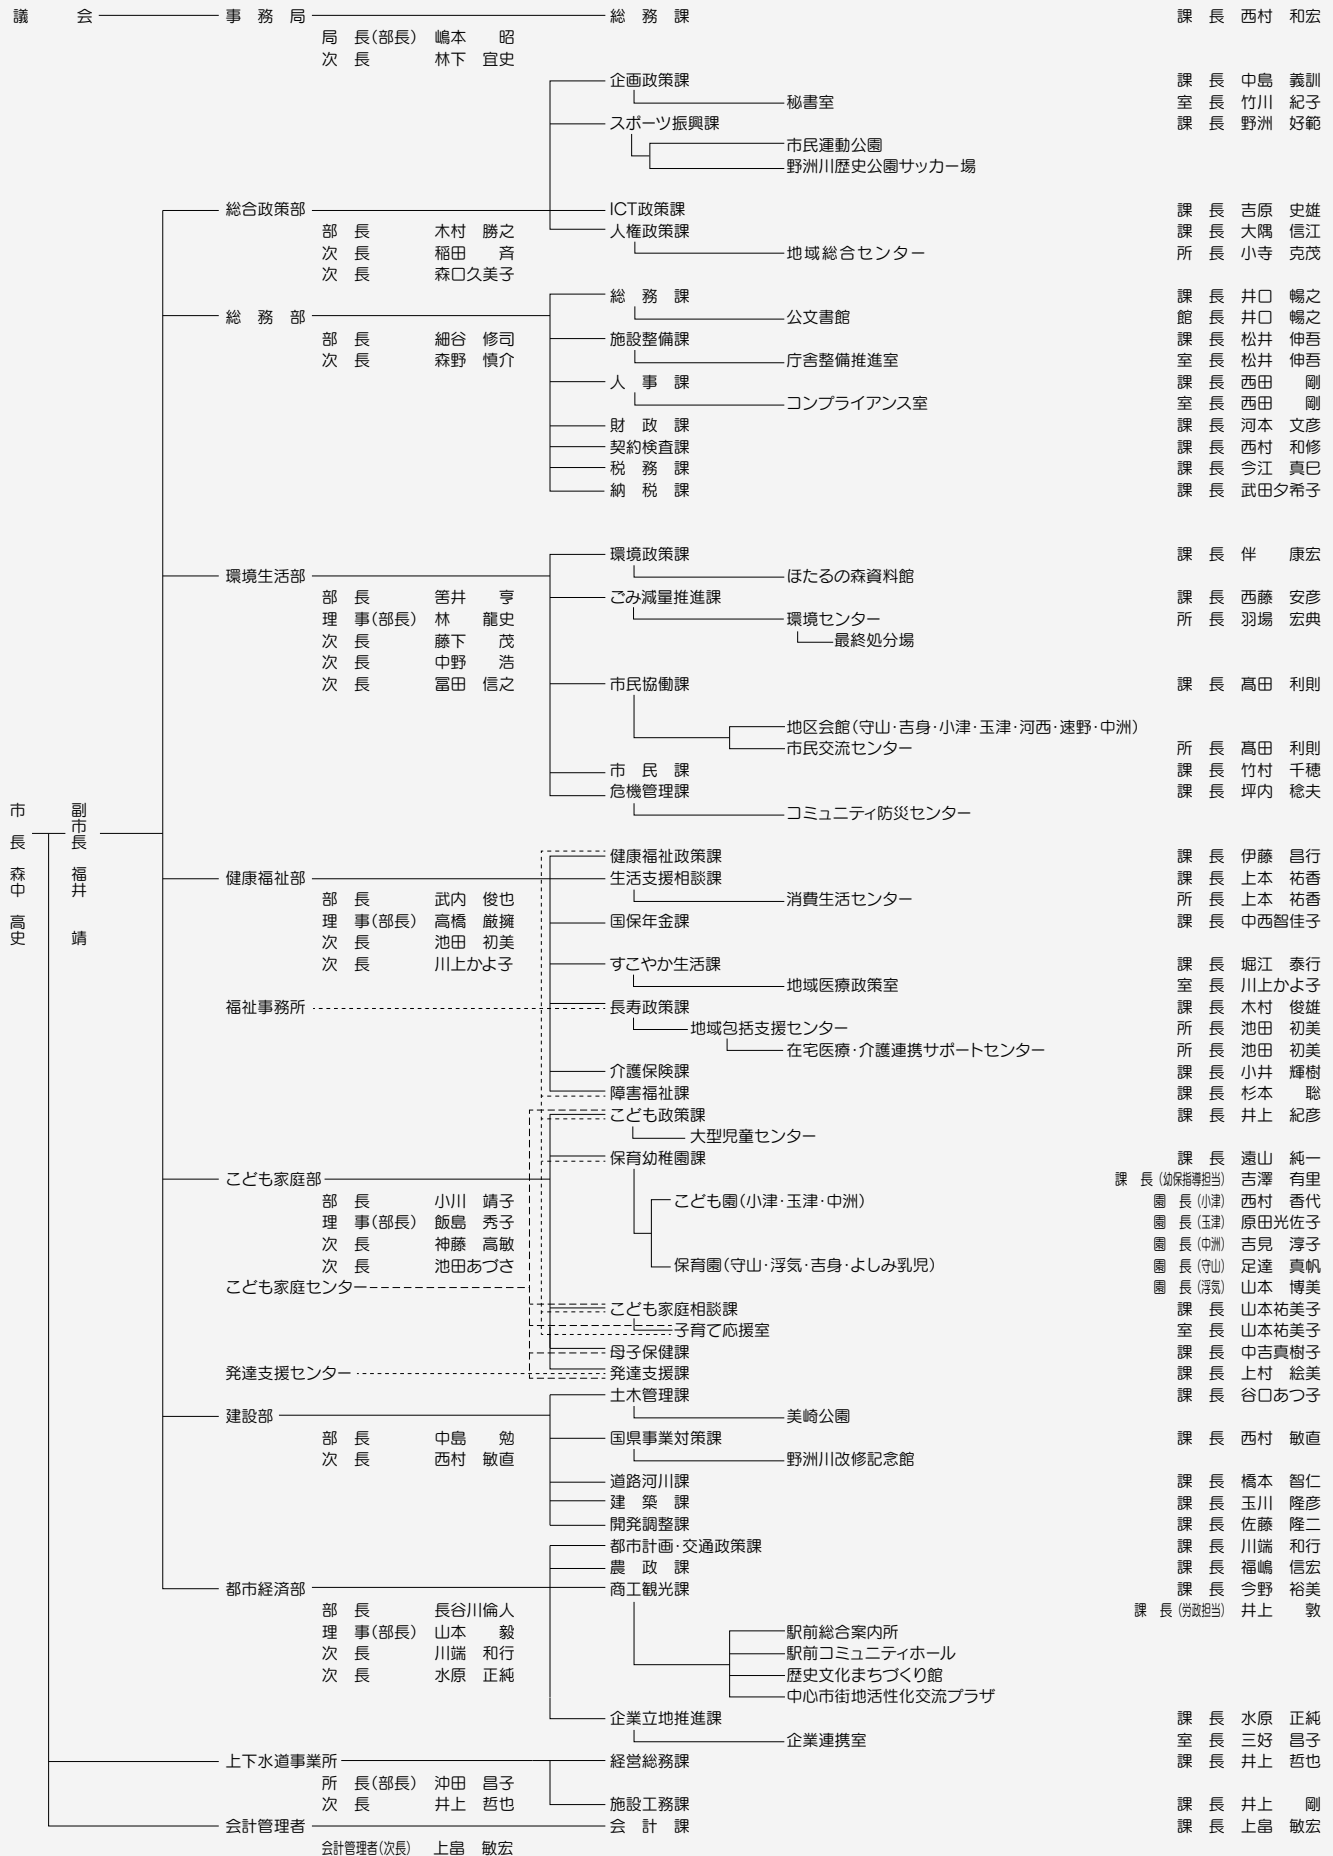 議　会　事 務 局　総 務 課　課 長 西村 和宏
局 長(部長) 嶋本 昭
次 長 林下 宜史
企画政策課　課 長 中島 義訓
秘書室　室 長 竹川 紀子
スポーツ振興課　課 長 野洲 好範
市民運動公園
野洲川歴史公園サッカー場
総合政策部　ICT政策課　課 長 吉原 史雄
部 長 木村 勝之　人権政策課　課 長 大隅 信江
次 長 稲田 斉　地域総合センター　所 長 小寺 克茂
次 長 森口久美子
総 務 課　課 長 井口 暢之
総 務 部　公文書館　館 長 井口 暢之
部 長 細谷 修司　施設整備課　課 長 松井 伸吾
次 長 森野 慎介　庁舎整備推進室　室 長 松井 伸吾
人 事 課　課 長 西田 剛
コンプライアンス室　室 長 西田 剛
財 政 課　課 長 河本 文彦
契約検査課　課 長 西村 和修
税 務 課　課 長 今江 真巳
納 税 課　課 長 武田夕希子
環境政策課　課 長 伴 康宏
環境生活部　ほたるの森資料館
部 長 筈井 亨　ごみ減量推進課　課 長 西藤 安彦
理 事(部長) 林 龍史　環境センター　所 長 羽場 宏典
次 長 藤下 茂　最終処分場
次 長 中野 浩
次 長 冨田 信之　市民協働課　課 長 髙田 利則
地区会館(守山・吉身・小津・玉津・河西・速野・中洲)
市民交流センター　所 長 髙田 利則
市 民 課　課 長 竹村 千穂
危機管理課　課 長 坪内 稔夫
コミュニティ防災センター
市 長 森中 高史
副市長 福井 靖
健康福祉政策課　課 長 伊藤 昌行
健康福祉部　生活支援相談課　課 長 上本 祐香
部 長 武内 俊也　消費生活センター　所 長 上本 祐香
理 事(部長) 高橋 厳擁　国保年金課　課 長 中西智佳子
次 長 池田 初美
次 長 川上かよ子　すこやか生活課　課 長 堀江 泰行
地域医療政策室　室 長 川上かよ子
福祉事務所　長寿政策課　課 長 木村 俊雄
地域包括支援センター　所 長 池田 初美
在宅医療・介護連携サポートセンター　所 長 池田 初美
介護保険課　課 長 小井 輝樹
障害福祉課　課 長 杉本 聡
こども政策課　課 長 井上 紀彦
大型児童センター
保育幼稚園課　課 長 遠山 純一
こども家庭部　課 長(幼保指導担当) 吉澤 有里
部 長 小川 靖子　こども園(小津・玉津・中洲)　園 長(小津) 西村 香代
理 事(部長) 飯島 秀子　園 長(玉津) 原田光佐子
次 長 神藤 高敏　園 長(中洲) 吉見 淳子
次 長 池田あづさ　保育園(守山・浮気・吉身・よしみ乳児)　園 長(守山) 足達 真帆
こども家庭センター　園 長(浮気) 山本 博美
こども家庭相談課　課 長 山本祐美子
子育て応援室　室 長 山本祐美子
母子保健課　課 長 中吉真樹子
発達支援センター　発達支援課　課 長 上村 絵美
土木管理課　課 長 谷口あつ子
建設部　美崎公園
部 長 中島 勉　国県事業対策課　課 長 西村 敏直
次 長 西村 敏直　野洲川改修記念館
道路河川課　課 長 橋本 智仁
建 築 課　課 長 玉川 隆彦
開発調整課　課 長 佐藤 隆二
都市計画・交通政策課　課 長 川端 和行
農 政 課　課 長 福嶋 信宏
都市経済部　商工観光課　課 長 今野 裕美
部 長 長谷川倫人　課 長(労政担当) 井上 敦
理 事(部長) 山本 毅　駅前総合案内所
次 長 川端 和行　駅前コミュニティホール
次 長 水原 正純　歴史文化まちづくり館
中心市街地活性化交流プラザ
企業立地推進課　課 長 水原 正純
企業連携室　室 長 三好 昌子
上下水道事業所　経営総務課　課 長 井上 哲也
所 長(部長) 沖田 昌子
次 長 井上 哲也　施設工務課　課 長 井上 剛
会計管理者　会 計 課　課 長 上畠 敏宏
会計管理者(次長) 上畠 敏宏